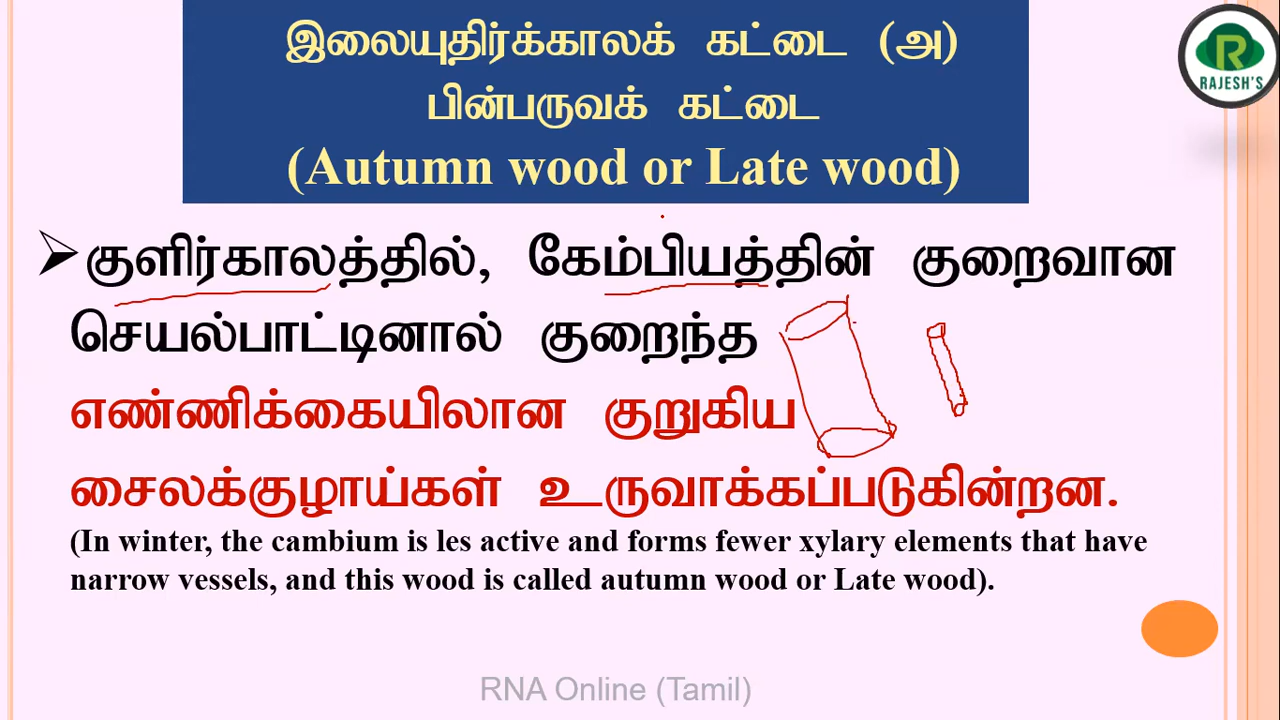 இலையுதிர்க்காலக் கட்டை (அ)
பின்பருவக் கட்டை
(Autumn wood or Late wood)
R
RAJESH'S
குளிர்காலத்தில், கேம்பியத்தின் குறைவான
செயல்பாட்டினால் குறைந்த
எண்ணிக்கையிலான குறுகிய
சைலக்குழாய்கள் உருவாக்கப்படுகின்றன.
(In winter, the cambium is les active and forms fewer xylary elements that have
narrow vessels, and this wood is called autumn wood or Late wood).
RNA Online (Tamil)